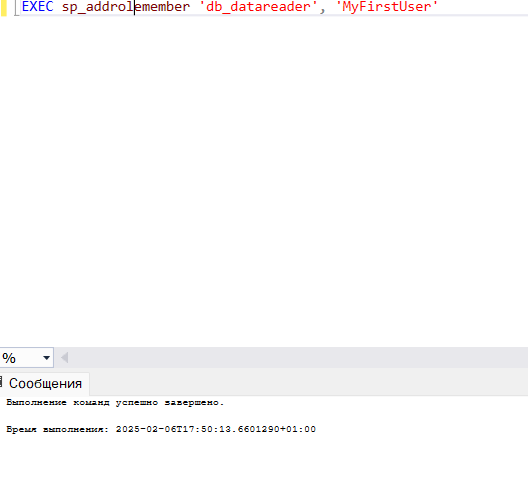 EXEC sp_addrolemember 'db_datareader', 'MyFirstUser'
%
Сообщения
Выполнение команд успешно завершено.
Время выполнения: 2025-02-06T17:50:13.6601290+01:00